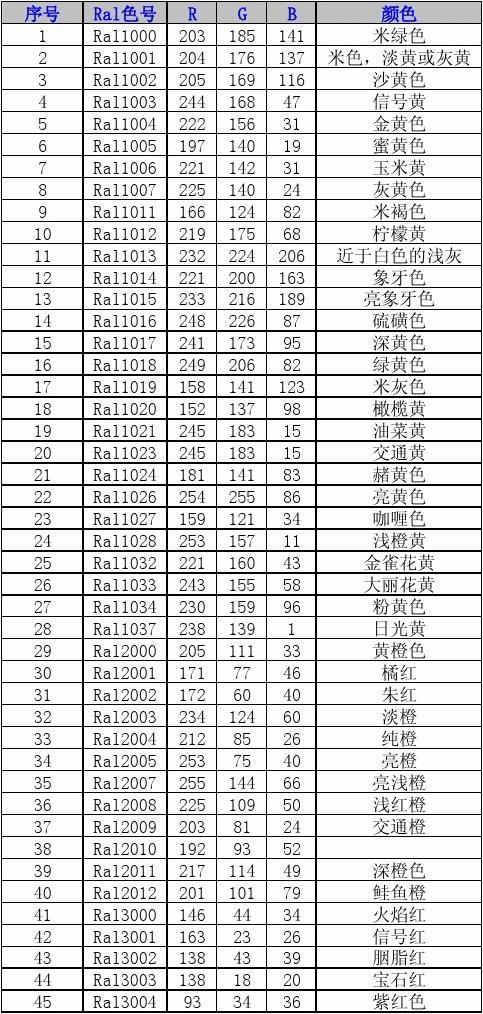 序号 Ral色号 R G B 颜色
1 Ral1000 203 185 141 米绿色
2 Ral1001 204 176 137 米色，淡黄或灰黄
3 Ral1002 205 169 116 沙黄色
4 Ral1003 244 168 47 信号黄
5 Ral1004 222 156 31 金黄色
6 Ral1005 197 140 19 蜜黄色
7 Ral1006 221 142 31 玉米黄
8 Ral1007 225 140 24 灰黄色
9 Ral1011 166 124 82 米褐色
10 Ral1012 219 175 68 柠檬黄
11 Ral1013 232 224 206 近于白色的浅灰
12 Ral1014 221 200 163 象牙色
13 Ral1015 233 216 189 亮象牙色
14 Ral1016 248 226 87 硫磺色
15 Ral1017 241 173 95 深黄色
16 Ral1018 249 206 82 绿黄色
17 Ral1019 158 141 123 米灰色
18 Ral1020 152 137 98 橄榄黄
19 Ral1021 245 183 15 油菜黄
20 Ral1023 245 183 15 交通黄
21 Ral1024 181 141 83 赭黄色
22 Ral1026 254 255 86 亮黄色
23 Ral1027 159 121 34 咖喱色
24 Ral1028 253 157 11 浅橙黄
25 Ral1032 221 160 43 金雀花黄
26 Ral1033 243 155 58 大丽花黄
27 Ral1034 230 159 96 粉黄色
28 Ral1037 238 139 1 日光黄
29 Ral2000 205 111 33 黄橙色
30 Ral2001 171 77 46 橘红
31 Ral2002 172 60 40 朱红
32 Ral2003 234 124 60 淡橙
33 Ral2004 212 85 26 纯橙
34 Ral2005 253 75 40 亮橙
35 Ral2007 255 144 66 亮浅橙
36 Ral2008 225 109 50 浅红橙
37 Ral2009 203 81 24 交通橙
38 Ral2010 192 93 52
39 Ral2011 217 114 49 深橙色
40 Ral2012 201 101 79 鲑鱼橙
41 Ral3000 146 44 34 火焰红
42 Ral3001 163 23 26 信号红
43 Ral3002 138 43 39 胭脂红
44 Ral3003 138 18 20 宝石红
45 Ral3004 93 34 36 紫红色